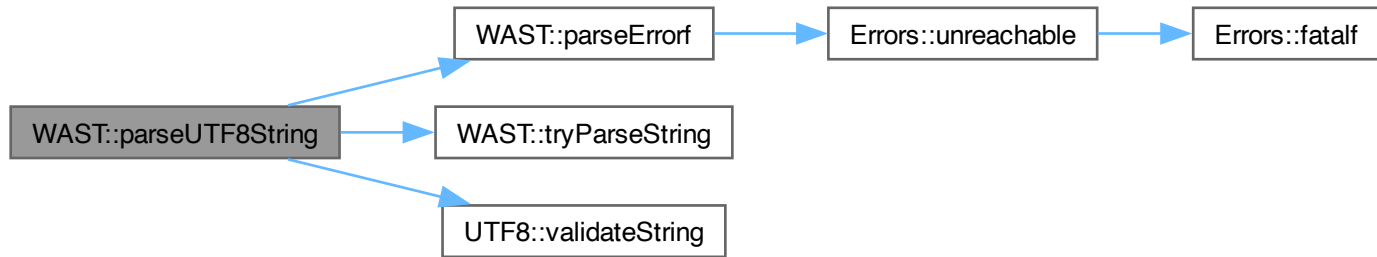 WAST::parseErrorf
Errors::unreachable
Errors::fatalf
WAST::parseUTF8String
WAST::tryParseString
UTF8::validateString